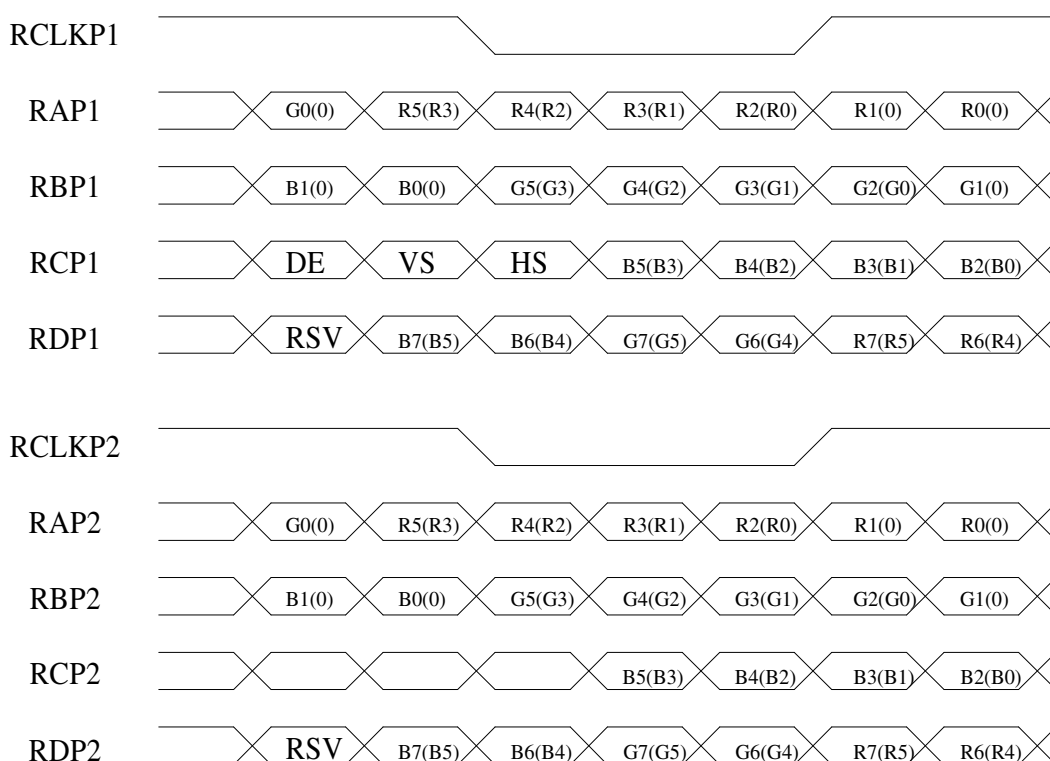 RCLKP1
RAP1 G0(0) R5(R3) R4(R2) R3(R1) R2(R0) R1(0) R0(0)
RBP1 B1(0) B0(0) G5(G3) G4(G2) G3(G1) G2(G0) G1(0)
RCP1 DE VS HS B5(B3) B4(B2) B3(B1) B2(B0)
RDP1 RSV B7(B5) B6(B4) G7(G5) G6(G4) R7(R5) R6(R4)
RCLKP2
RAP2 G0(0) R5(R3) R4(R2) R3(R1) R2(R0) R1(0) R0(0)
RBP2 B1(0) B0(0) G5(G3) G4(G2) G3(G1) G2(G0) G1(0)
RCP2 B5(B3) B4(B2) B3(B1) B2(B0)
RDP2 RSV B7(B5) B6(B4) G7(G5) G6(G4) R7(R5) R6(R4)